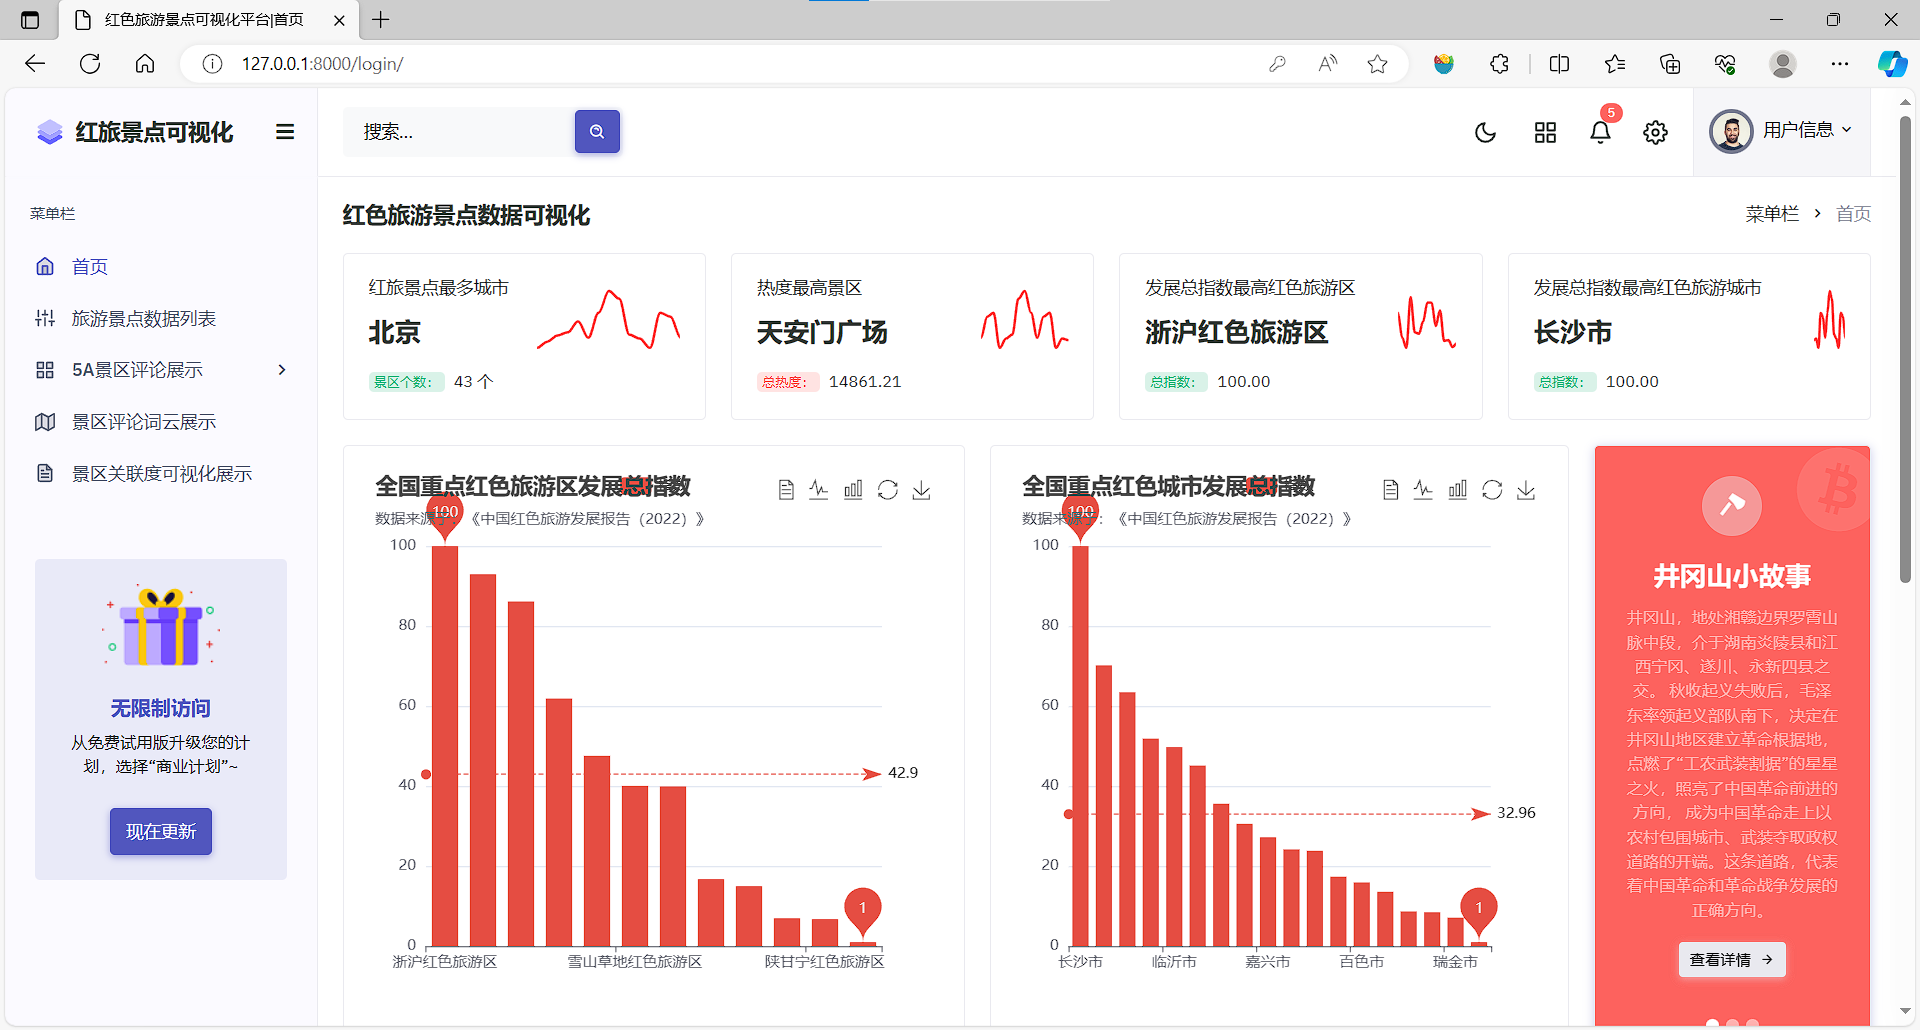 红色旅游景点可视化平台|首页
127.0.0.1:8000/login/
红旅景点可视化
搜索...
5
用户信息
菜单栏
首页
旅游景点数据列表
5A景区评论展示
景区评论词云展示
景区关联度可视化展示
无限制访问
从免费试用版升级您的计
划，选择“商业计划”~
现在更新
红色旅游景点数据可视化
菜单栏 > 首页
红旅景点最多城市
北京
景区个数： 43 个
热度最高景区
天安门广场
总热度： 14861.21
发展总指数最高红色旅游区
浙沪红色旅游区
总指数： 100.00
发展总指数最高红色旅游城市
长沙市
总指数： 100.00
全国重点红色旅游区发展总指数
数据来源于：《中国红色旅游发展报告（2022）》
100
100
80
60
40
20
0
42.9
1
浙沪红色旅游区
雪山草地红色旅游区
陕甘宁红色旅游区
全国重点红色城市发展总指数
数据来源于：《中国红色旅游发展报告（2022）》
100
100
80
60
40
20
0
32.96
1
长沙市
临沂市
嘉兴市
百色市
瑞金市
井冈山小故事
井冈山，地处湘赣边界罗霄山
脉中段，介于湖南炎陵县和江
西宁冈、遂川、永新四县之
交。 秋收起义失败后，毛泽
东率领起义部队南下，决定在
井冈山地区建立革命根据地，
点燃了“工农武装割据”的星星
之火，照亮了中国革命前进的
方向， 成为中国革命走上以
农村包围城市、武装夺取政权
道路的开端。这条道路，代表
着中国革命和革命战争发展的
正确方向。
查看详情 →